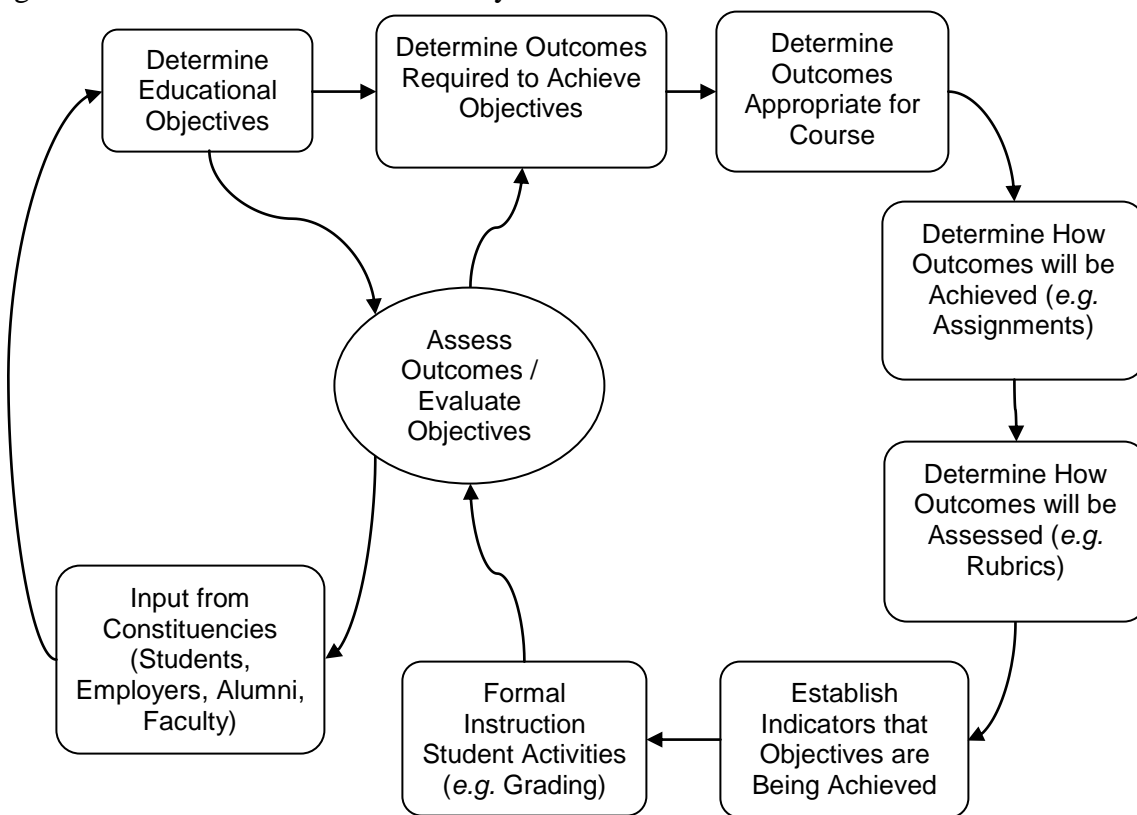 Determine
Educational
Objectives
Determine Outcomes
Required to Achieve
Objectives
Determine
Outcomes
Appropriate for
Course
Determine How
Outcomes will be
Achieved (e.g.
Assignments)
Assess
Outcomes /
Evaluate
Objectives
Determine How
Outcomes will be
Assessed (e.g.
Rubrics)
Input from
Constituencies
(Students,
Employers, Alumni,
Faculty)
Formal
Instruction
Student Activities
(e.g. Grading)
Establish
Indicators that
Objectives are
Being Achieved